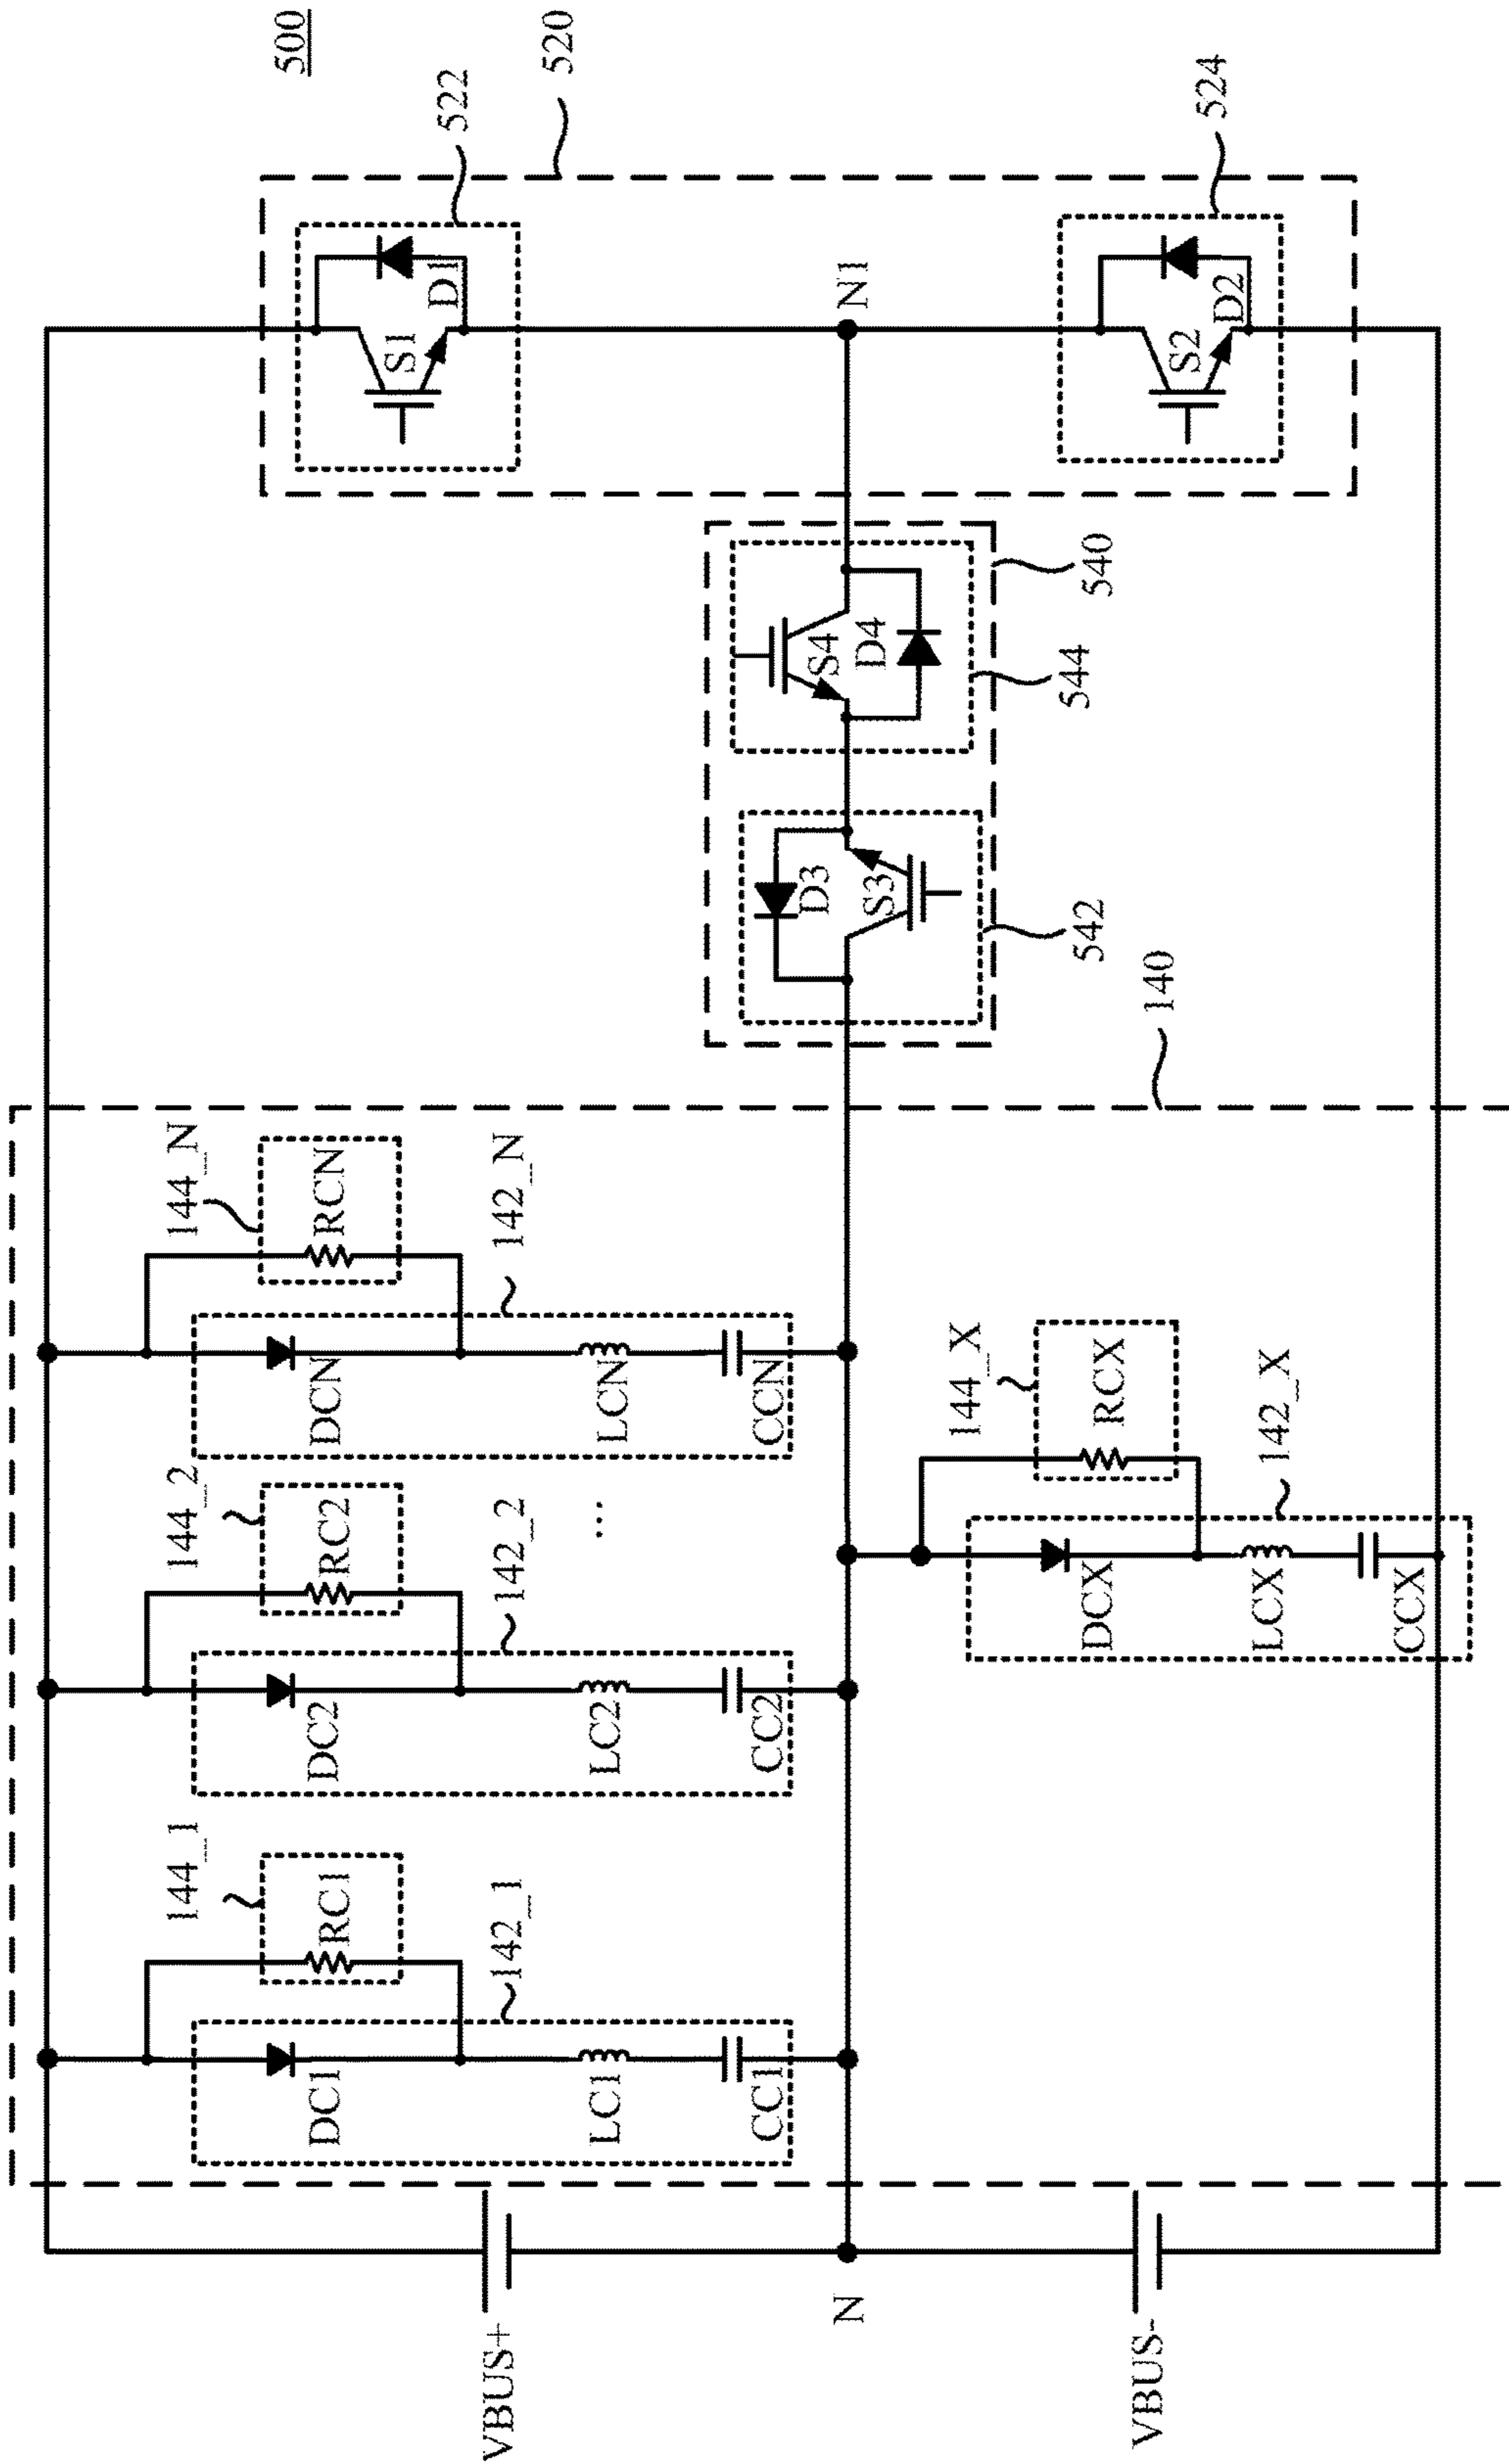 500
520
522
524
S1
D1
N1
S2
D2
540
544
542
S4
D4
D3
S3
140
144_N
RCN
142_N
DCN
LCN
CCN
144_2
RC2
142_2
...
DC2
LC2
CC2
144_1
RC1
142_1
DC1
LC1
CC1
144_X
RCX
142_X
DCX
LCX
CCX
VBUS+
N
VBUS-